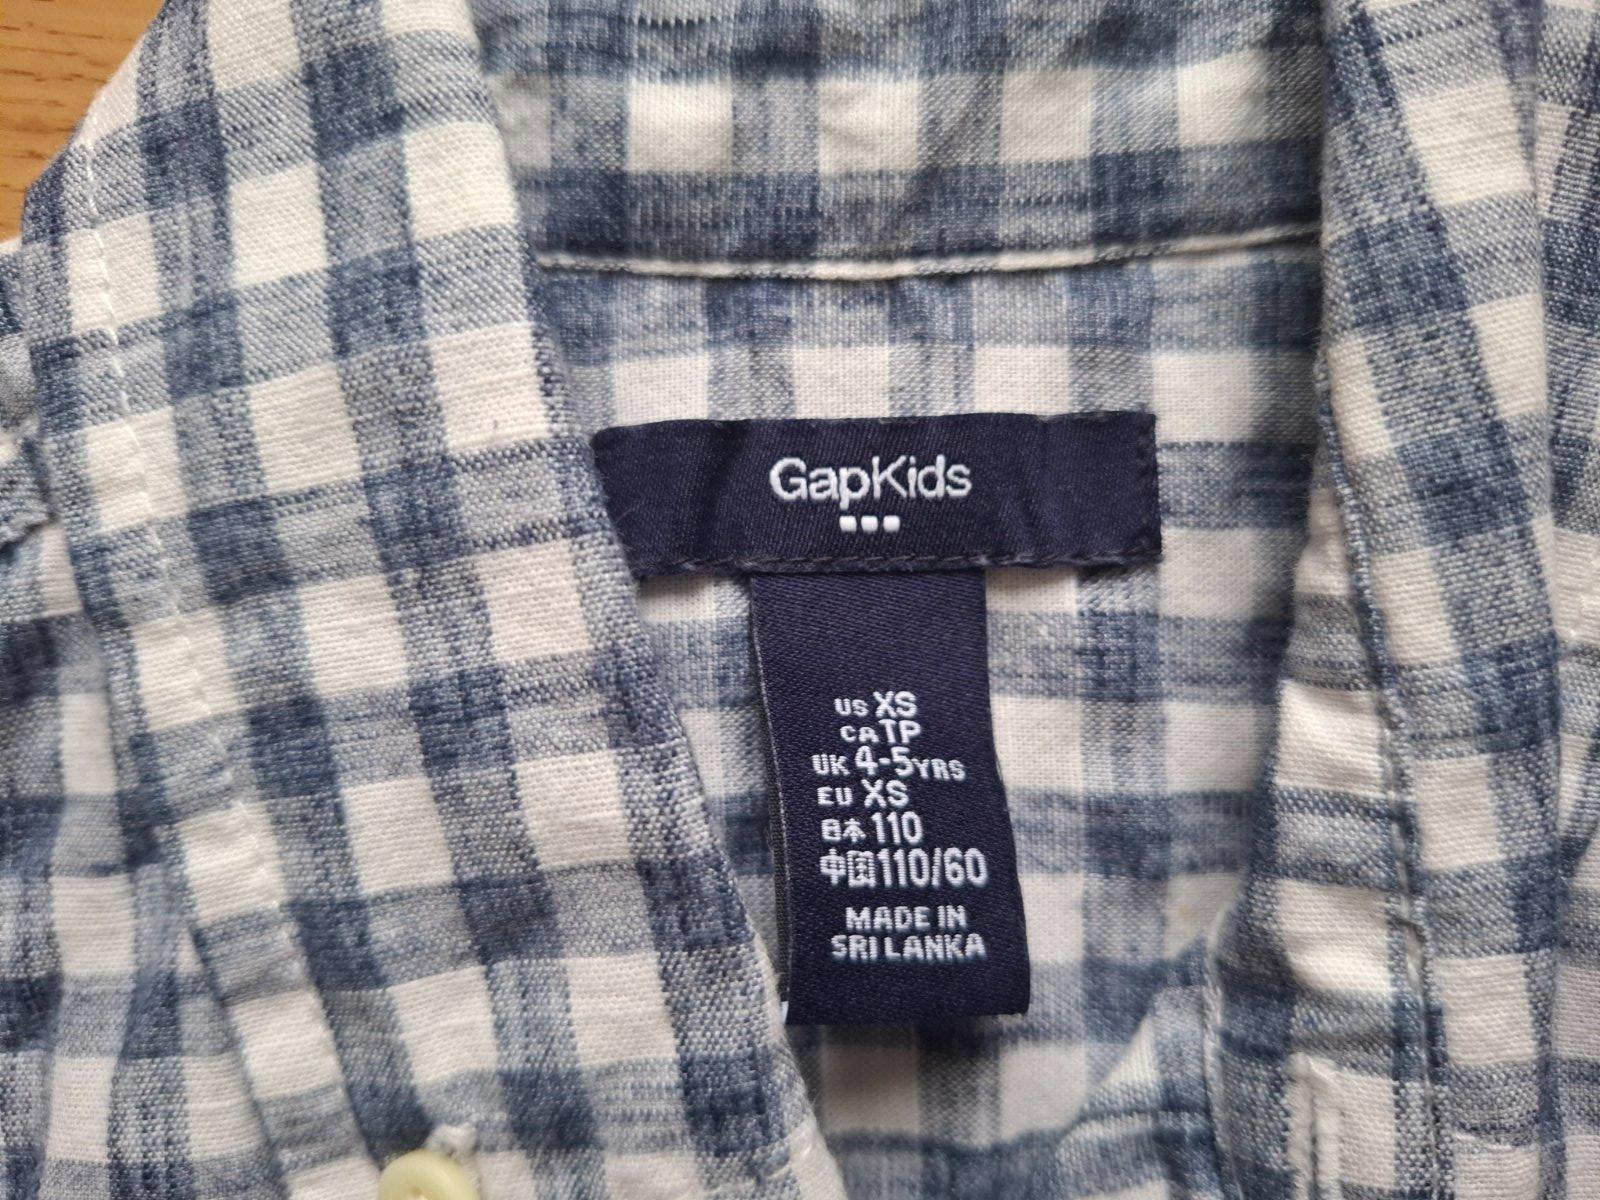 GapKids
US XS
CA TP
UK 4-5YRS
EU XS
日本 110
中国110/60
MADE IN
SRI LANKA